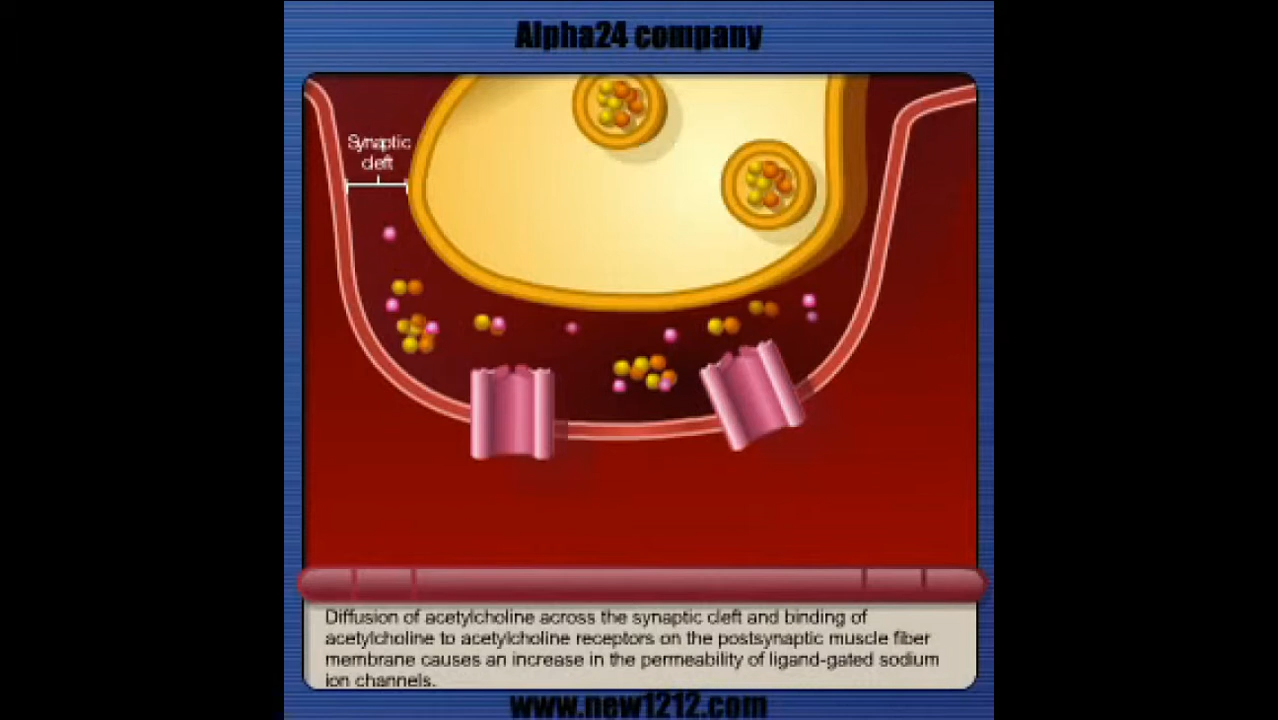 Alpha24 company
Synaptic
cleft
Diffusion of acetylcholine across the synaptic cleft and binding of
acetylcholine to acetylcholine receptors on the postsynaptic muscle fiber
membrane causes an increase in the permeability of ligand-gated sodium
ion channels.
www.new1212.com